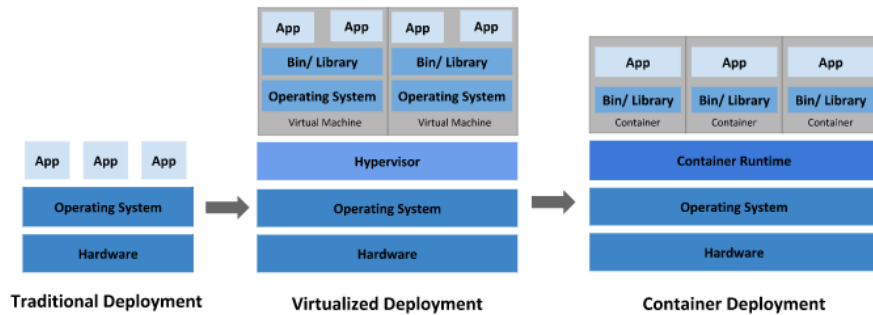 App App App
Operating System
Hardware
Traditional Deployment
App App App App
Bin/ Library Bin/ Library
Operating System Operating System
Virtual Machine Virtual Machine
Hypervisor
Operating System
Hardware
Virtualized Deployment
App App App
Bin/ Library Bin/ Library Bin/ Library
Container Container Container
Container Runtime
Operating System
Hardware
Container Deployment